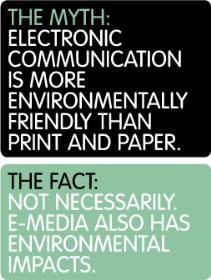 THE MYTH:
ELECTRONIC
COMMUNICATION
IS MORE
ENVIRONMENTALLY
FRIENDLY THAN
PRINT AND PAPER.
THE FACT:
NOT NECESSARILY.
E-MEDIA ALSO HAS
ENVIRONMENTAL
IMPACTS.